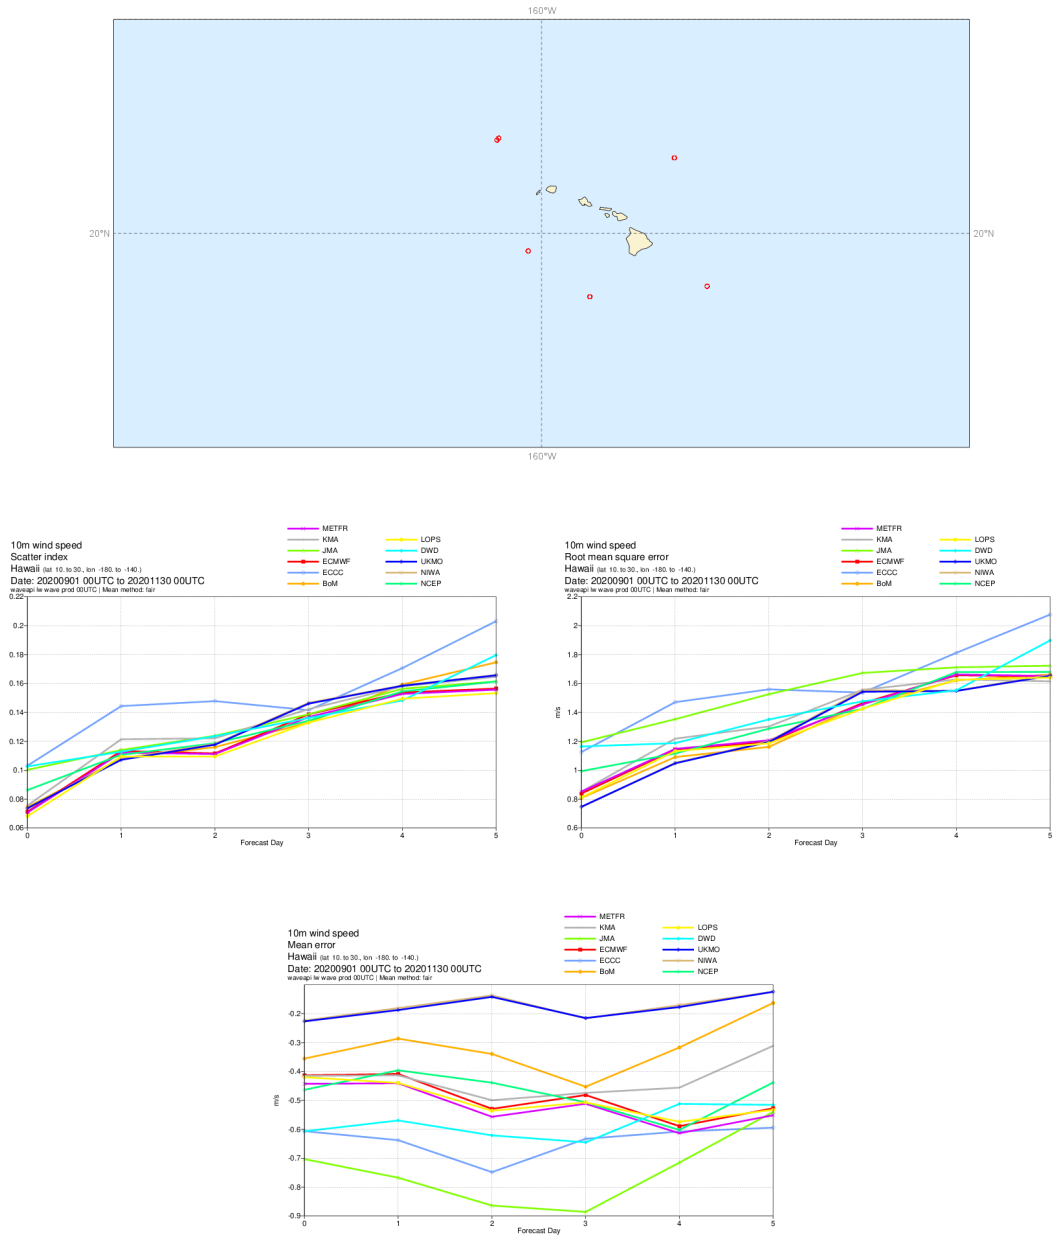 160°W
20°N 20°N
160°W
METFR
KMA LOPS
JMA DWD
ECMWF UKMO
ECCC NIWA
BoM NCEP
10m wind speed
Scatter index
Hawaii (lat 10. to 30., lon -180. to -140.)
Date: 20200901 00UTC to 20201130 00UTC
waveapi lw wave prod 00UTC | Mean method: fair
0.22
0.2
0.18
0.16
0.14
0.12
0.1
0.08
0.06
0 1 2 3 4 5
Forecast Day
METFR
KMA LOPS
JMA DWD
ECMWF UKMO
ECCC NIWA
BoM NCEP
10m wind speed
Root mean square error
Hawaii (lat 10. to 30., lon -180. to -140.)
Date: 20200901 00UTC to 20201130 00UTC
waveapi lw wave prod 00UTC | Mean method: fair
2.2
2
1.8
1.6
1.4
1.2
1
0.8
0.6
m/s
0 1 2 3 4 5
Forecast Day
METFR
KMA LOPS
JMA DWD
ECMWF UKMO
ECCC NIWA
BoM NCEP
10m wind speed
Mean error
Hawaii (lat 10. to 30., lon -180. to -140.)
Date: 20200901 00UTC to 20201130 00UTC
waveapi lw wave prod 00UTC | Mean method: fair
-0.2
-0.3
-0.4
-0.5
-0.6
-0.7
-0.8
-0.9
m/s
0 1 2 3 4 5
Forecast Day